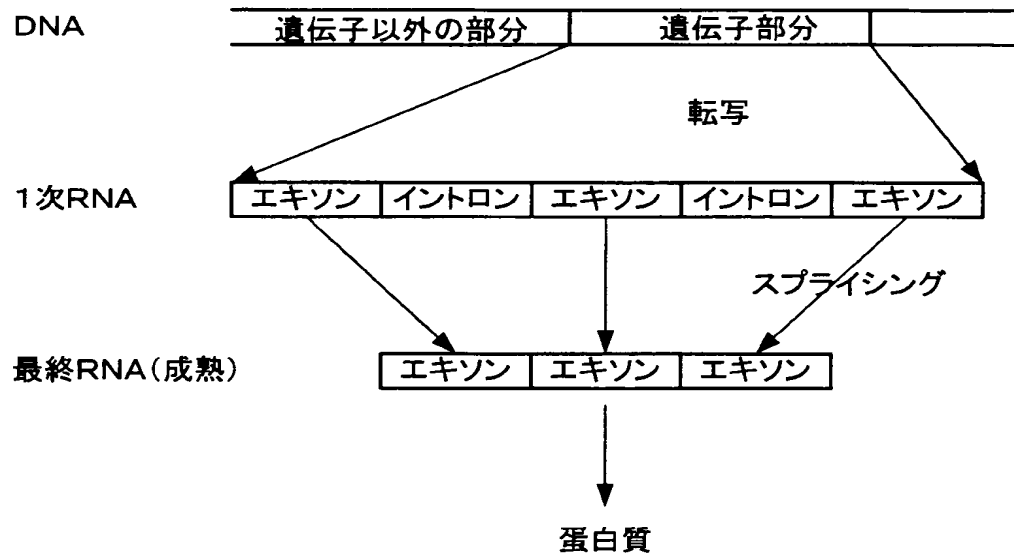 DNA
遺伝子以外の部分 遺伝子部分
転写
1次RNA
エキソン イントロン エキソン イントロン エキソン
スプライシング
最終RNA(成熟)
エキソン エキソン エキソン
蛋白質